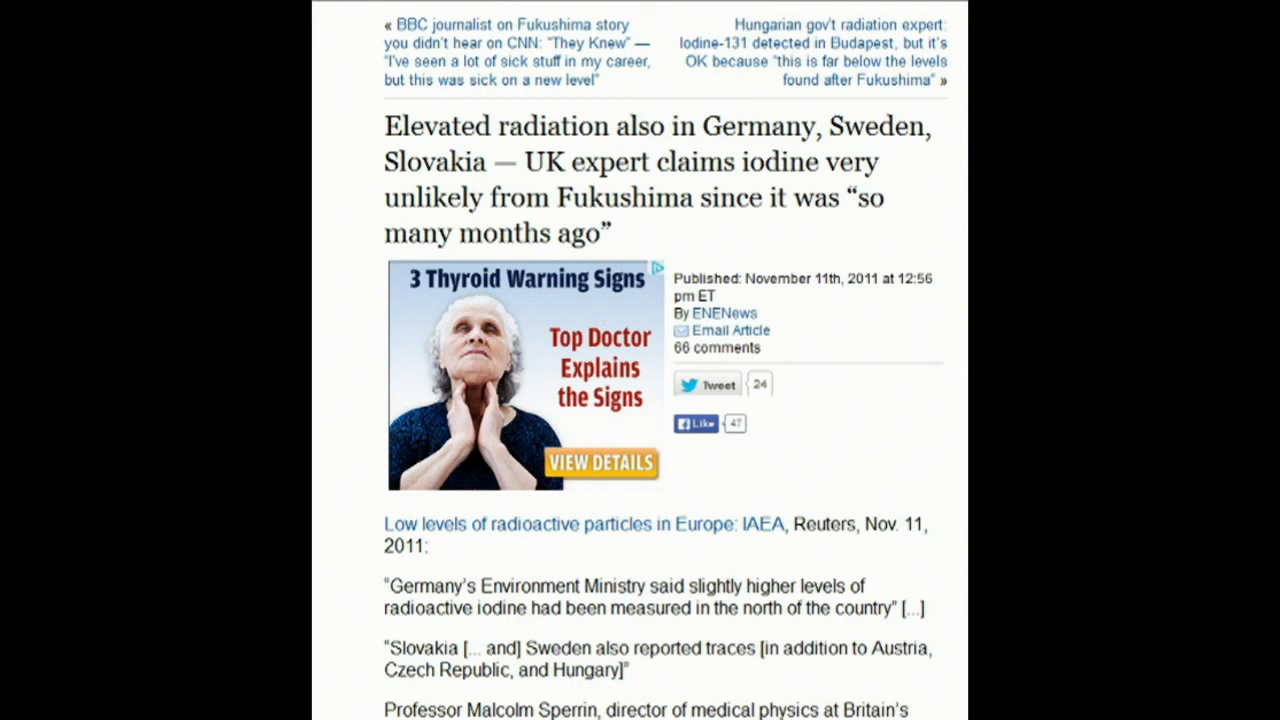 « BBC journalist on Fukushima story
you didn't hear on CNN: “They Knew” —
“I've seen a lot of sick stuff in my career,
but this was sick on a new level”
Hungarian gov't radiation expert:
Iodine-131 detected in Budapest, but it's
OK because “this is far below the levels
found after Fukushima” »
Elevated radiation also in Germany, Sweden,
Slovakia — UK expert claims iodine very
unlikely from Fukushima since it was “so
many months ago”
3 Thyroid Warning Signs
Top Doctor
Explains
the Signs
VIEW DETAILS
Published: November 11th, 2011 at 12:56
pm ET
By ENENews
Email Article
66 comments
Tweet 24
Like 47
Low levels of radioactive particles in Europe: IAEA, Reuters, Nov. 11,
2011:
“Germany’s Environment Ministry said slightly higher levels of
radioactive iodine had been measured in the north of the country” [...]
“Slovakia [... and] Sweden also reported traces [in addition to Austria,
Czech Republic, and Hungary]”
Professor Malcolm Sperrin, director of medical physics at Britain’s